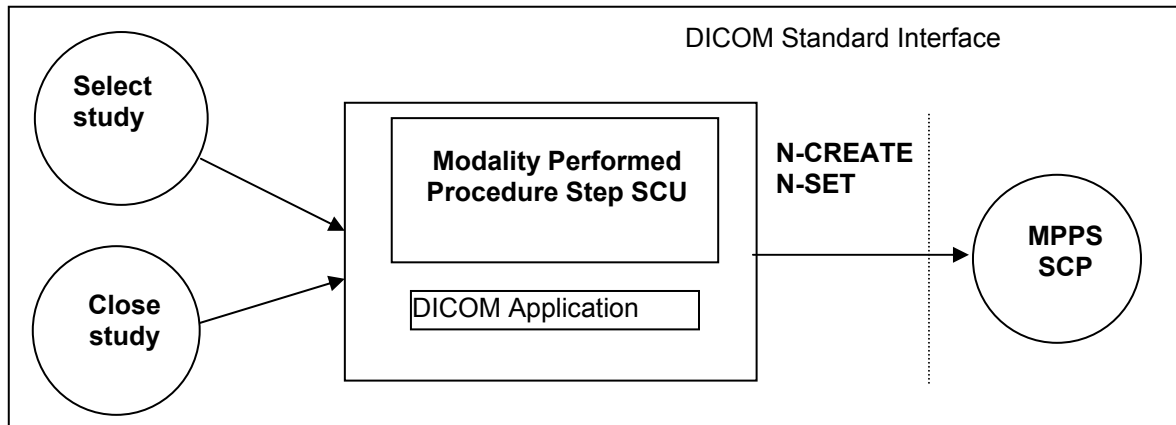 DICOM Standard Interface
Select
study
Modality Performed
Procedure Step SCU
N-CREATE
N-SET
MPPS
SCP
Close
study
DICOM Application